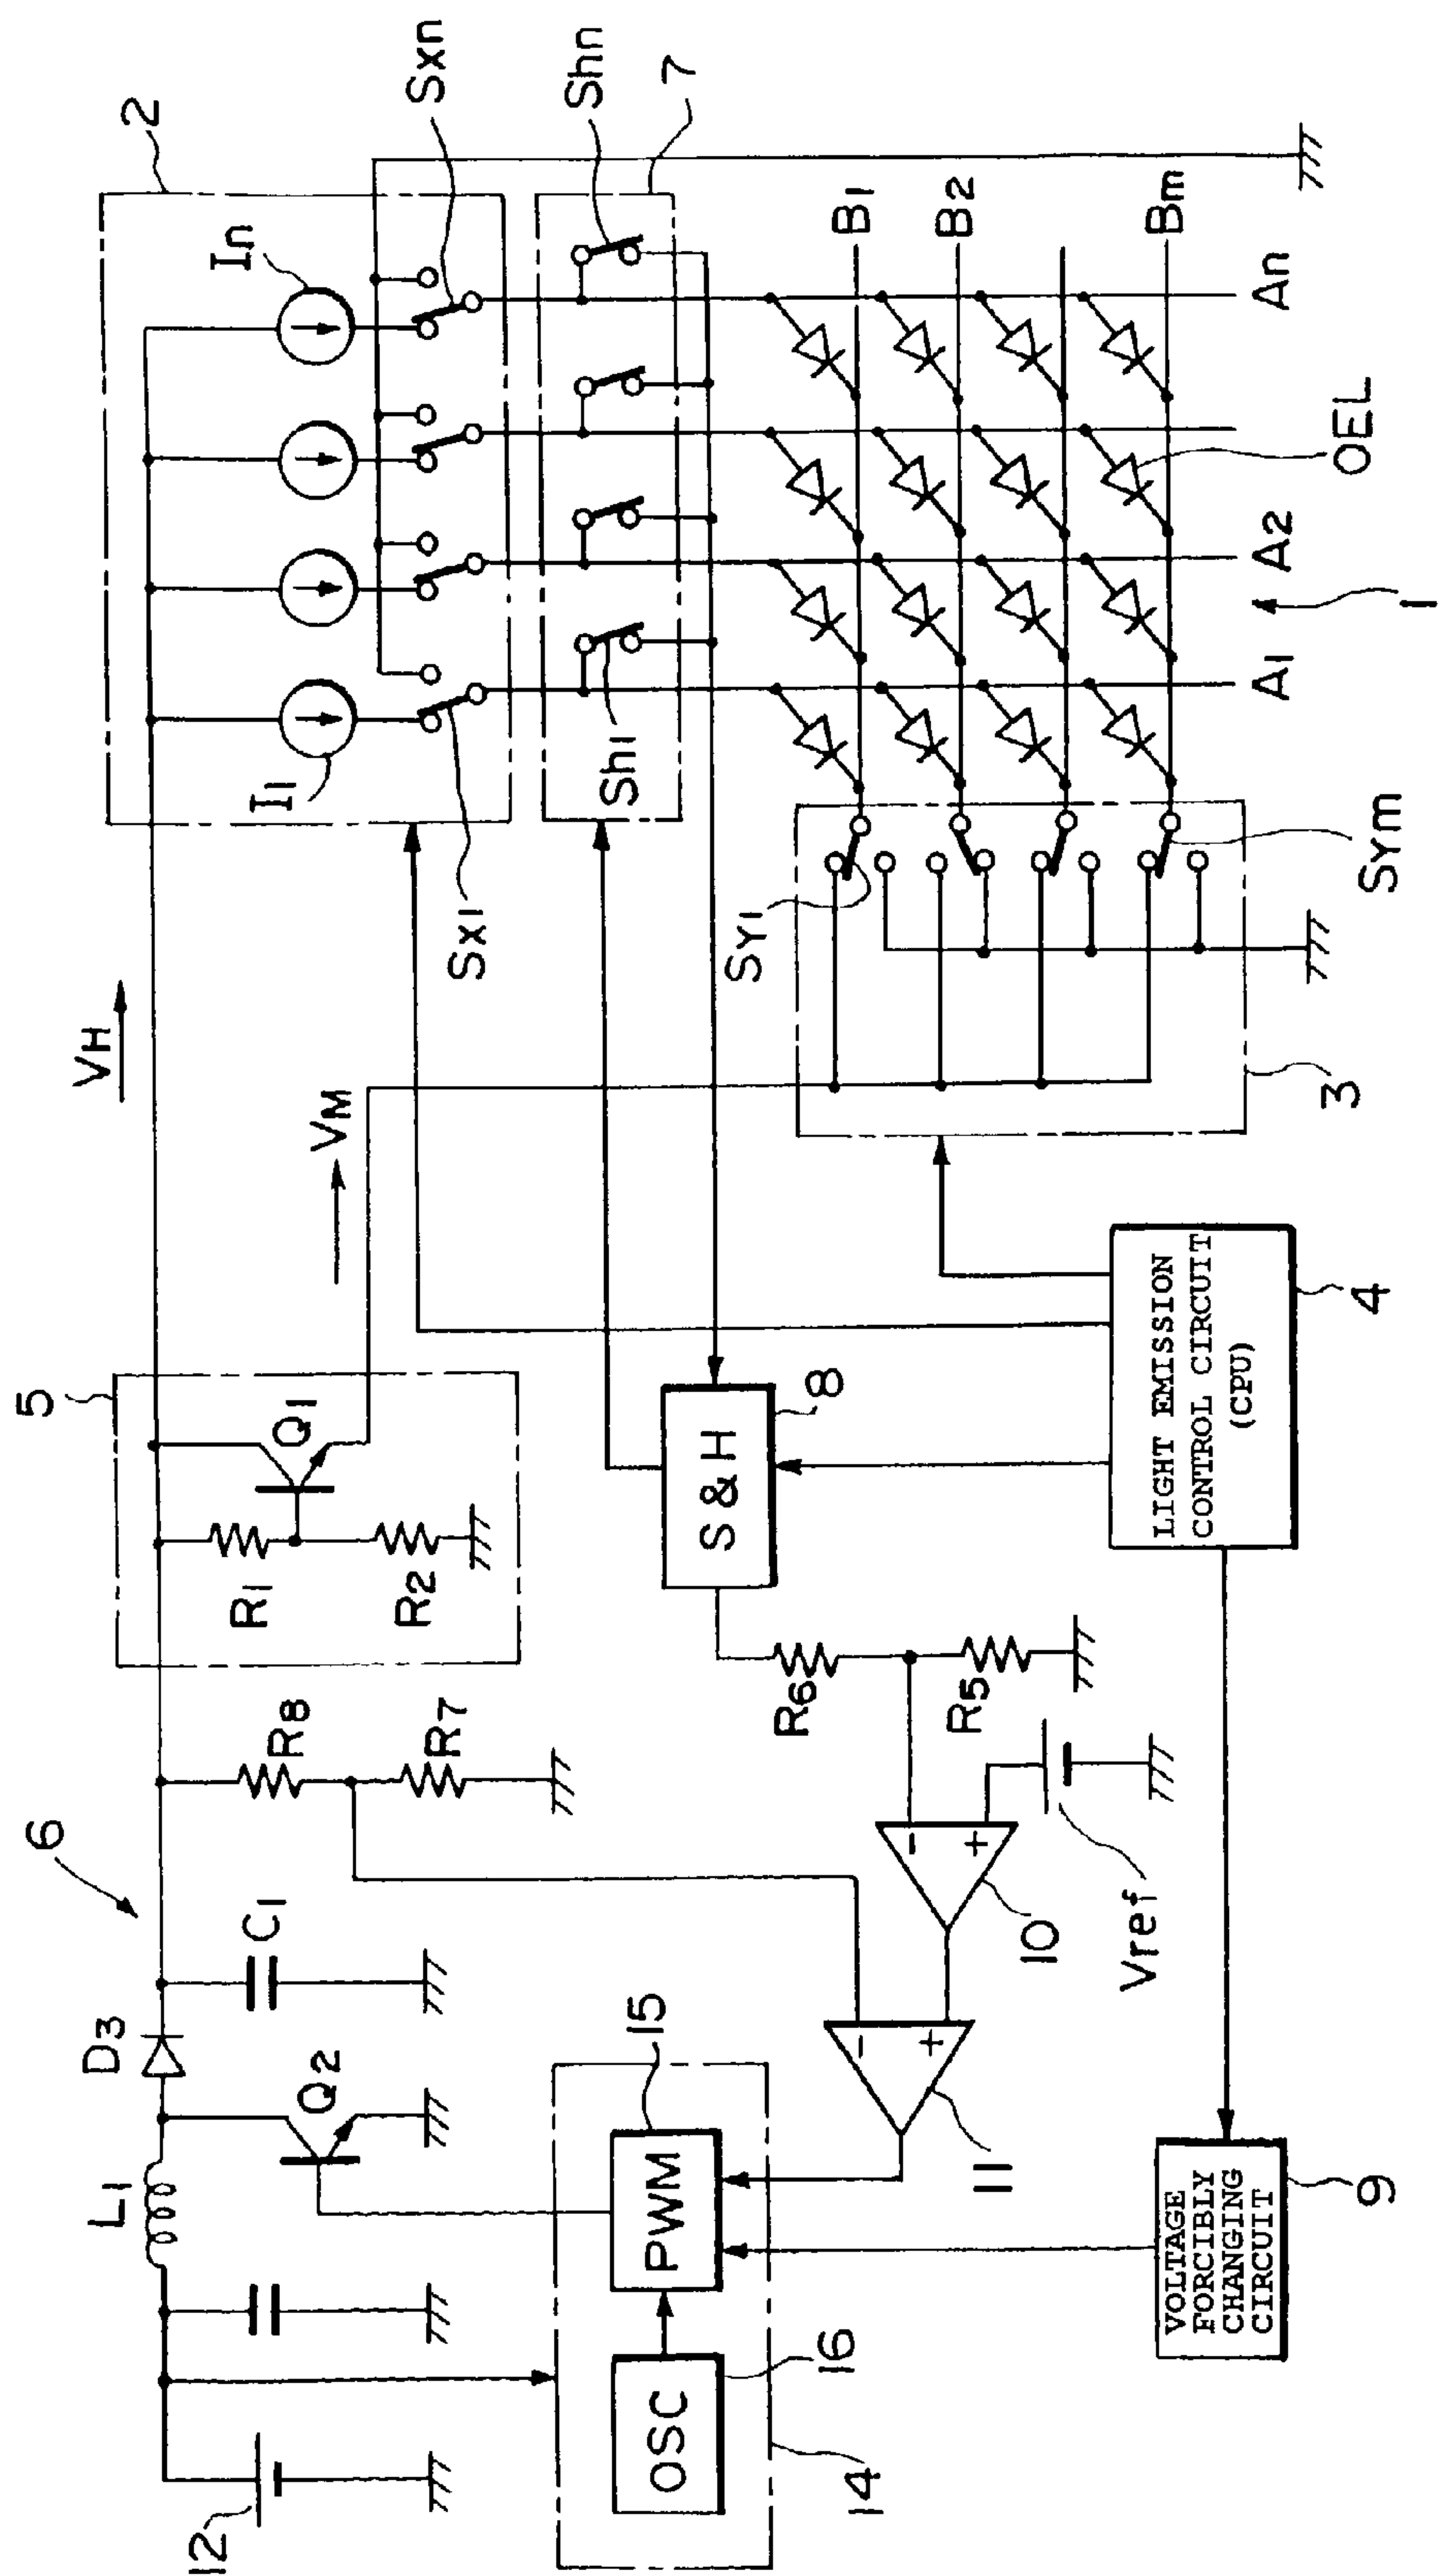 6
5
VH
2
12
L1
D3
C1
Q2
R8
R7
R1
R2
Q1
VM
I1
In
Sx1
Sxn
Sh1
Shn
7
14
OSC
16
PWM
15
11
−
+
10
−
+
Vref
R6
R5
S & H
8
SY1
SYm
3
B1
B2
Bm
A1
A2
An
OEL
1
VOLTAGE
FORCIBLY
CHANGING
CIRCUIT
9
LIGHT EMISSION
CONTROL CIRCUIT
(CPU)
4